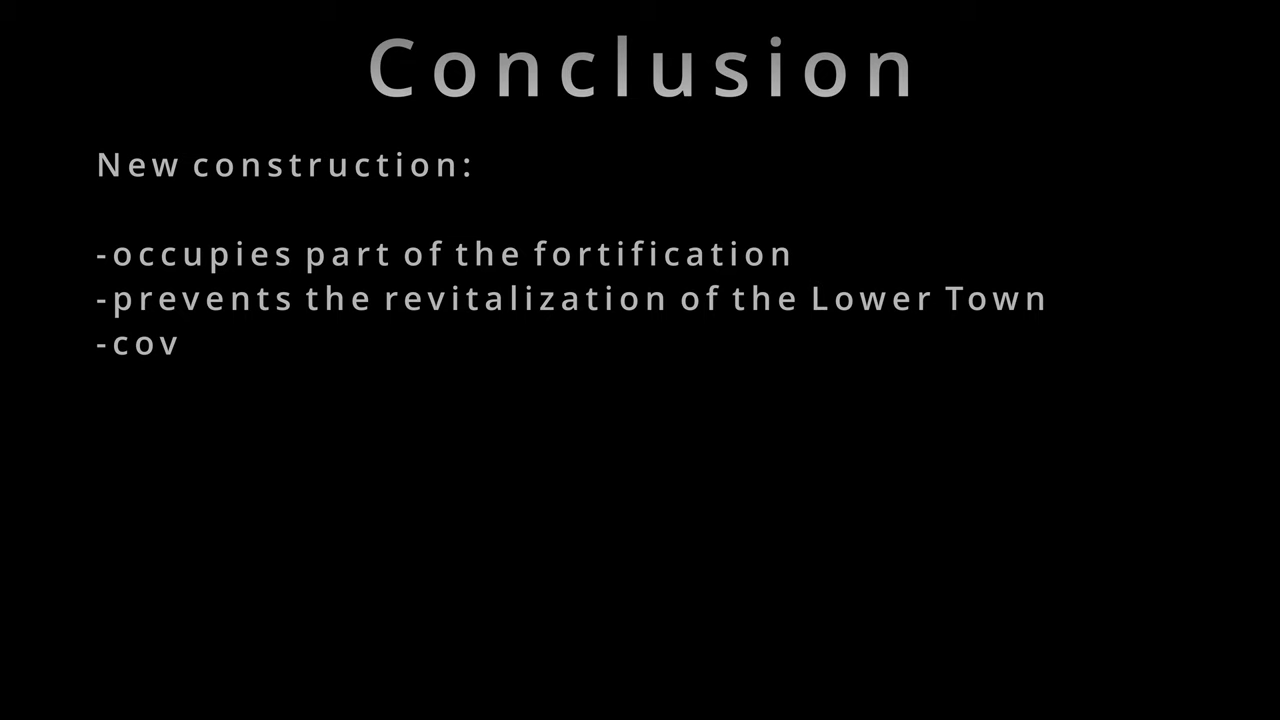 Conclusion
New construction:
-occupies part of the fortification
-prevents the revitalization of the Lower Town
-cov